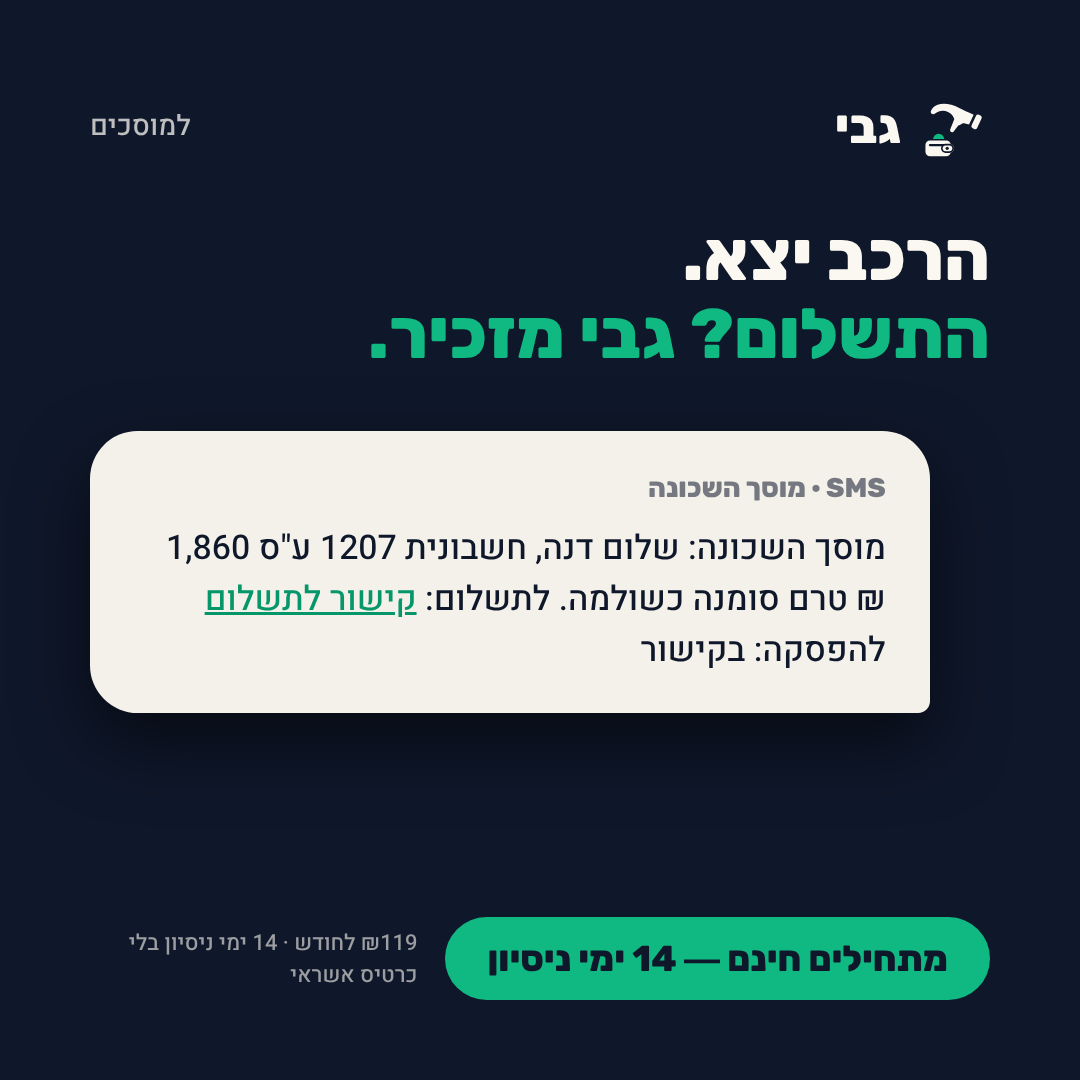 גבי
למוסכים
הרכב יצא.
התשלום? גבי מזכיר.
SMS • מוסך השכונה
מוסך השכונה: שלום דנה, חשבונית 1207 ע"ס 1,860
₪ טרם סומנה כשולמה. לתשלום: קישור לתשלום
להפסקה: בקישור
מתחילים חינם — 14 ימי ניסיון
₪119 לחודש · 14 ימי ניסיון בלי
כרטיס אשראי